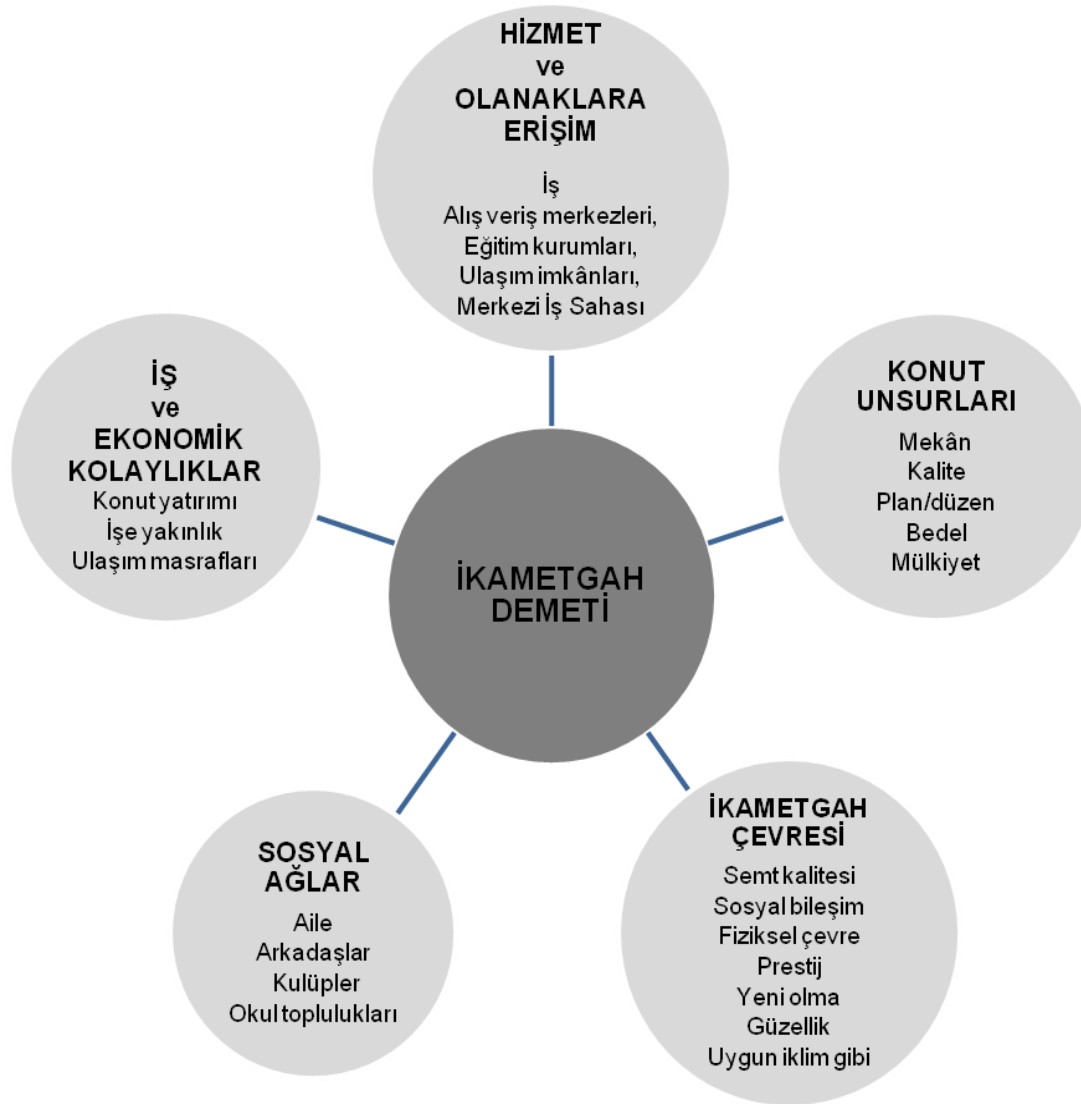 HİZMET
ve
OLANAKLARA
ERİŞİM
İş
Alış veriş merkezleri,
Eğitim kurumları,
Ulaşım imkânları,
Merkezi İş Sahası
İŞ
ve
EKONOMİK
KOLAYLIKLAR
Konut yatırımı
İşe yakınlık
Ulaşım masrafları
KONUT
UNSURLARI
Mekân
Kalite
Plan/düzen
Bedel
Mülkiyet
İKAMETGAH
DEMETİ
SOSYAL
AĞLAR
Aile
Arkadaşlar
Kulüpler
Okul toplulukları
İKAMETGAH
ÇEVRESİ
Semt kalitesi
Sosyal bileşim
Fiziksel çevre
Prestij
Yeni olma
Güzellik
Uygun iklim gibi